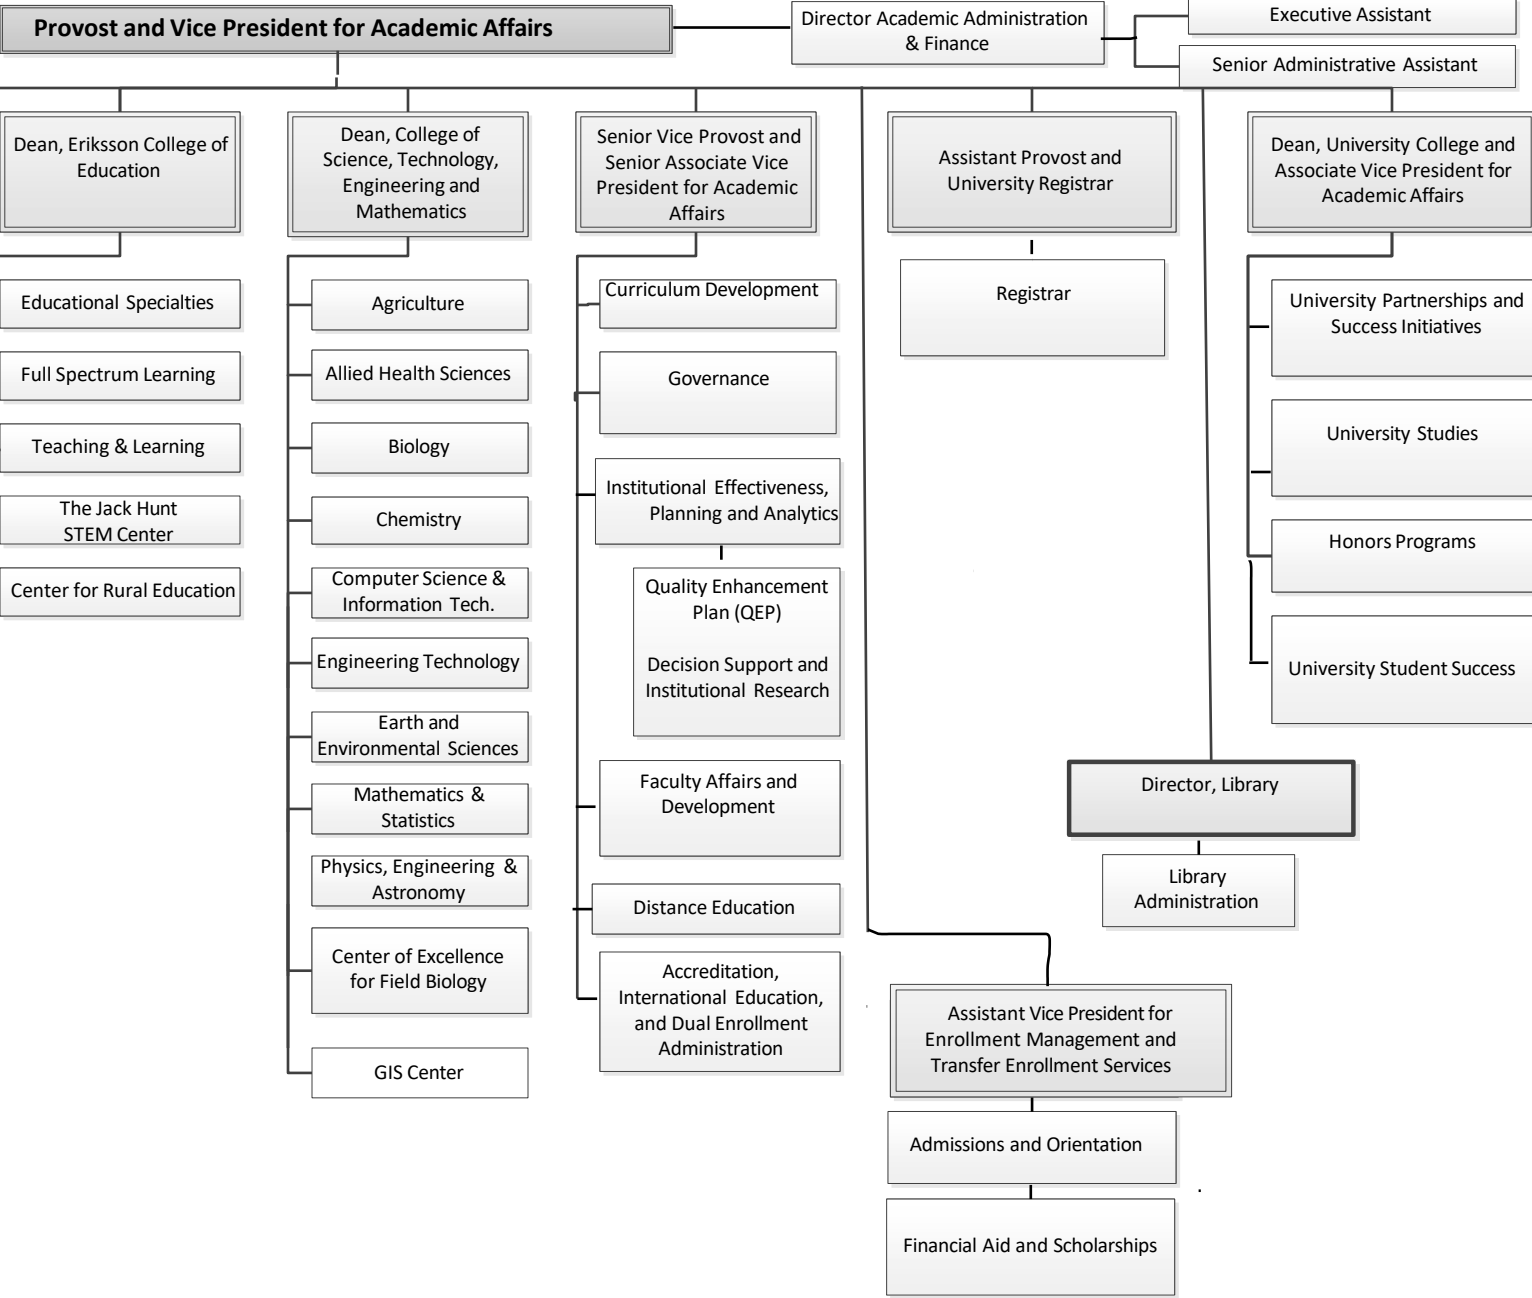 Provost and Vice President for Academic Affairs
Director Academic Administration
& Finance
Executive Assistant
Senior Administrative Assistant
Dean, Eriksson College of
Education
Educational Specialties
Full Spectrum Learning
Teaching & Learning
The Jack Hunt
STEM Center
Center for Rural Education
Dean, College of
Science, Technology,
Engineering and
Mathematics
Agriculture
Allied Health Sciences
Biology
Chemistry
Computer Science &
Information Tech.
Engineering Technology
Earth and
Environmental Sciences
Mathematics &
Statistics
Physics, Engineering &
Astronomy
Center of Excellence
for Field Biology
GIS Center
Senior Vice Provost and
Senior Associate Vice
President for Academic
Affairs
Curriculum Development
Governance
Institutional Effectiveness,
Planning and Analytics
Quality Enhancement
Plan (QEP)
Decision Support and
Institutional Research
Faculty Affairs and
Development
Distance Education
Accreditation,
International Education,
and Dual Enrollment
Administration
Assistant Provost and
University Registrar
Registrar
Dean, University College and
Associate Vice President for
Academic Affairs
University Partnerships and
Success Initiatives
University Studies
Honors Programs
University Student Success
Director, Library
Library
Administration
Assistant Vice President for
Enrollment Management and
Transfer Enrollment Services
Admissions and Orientation
Financial Aid and Scholarships